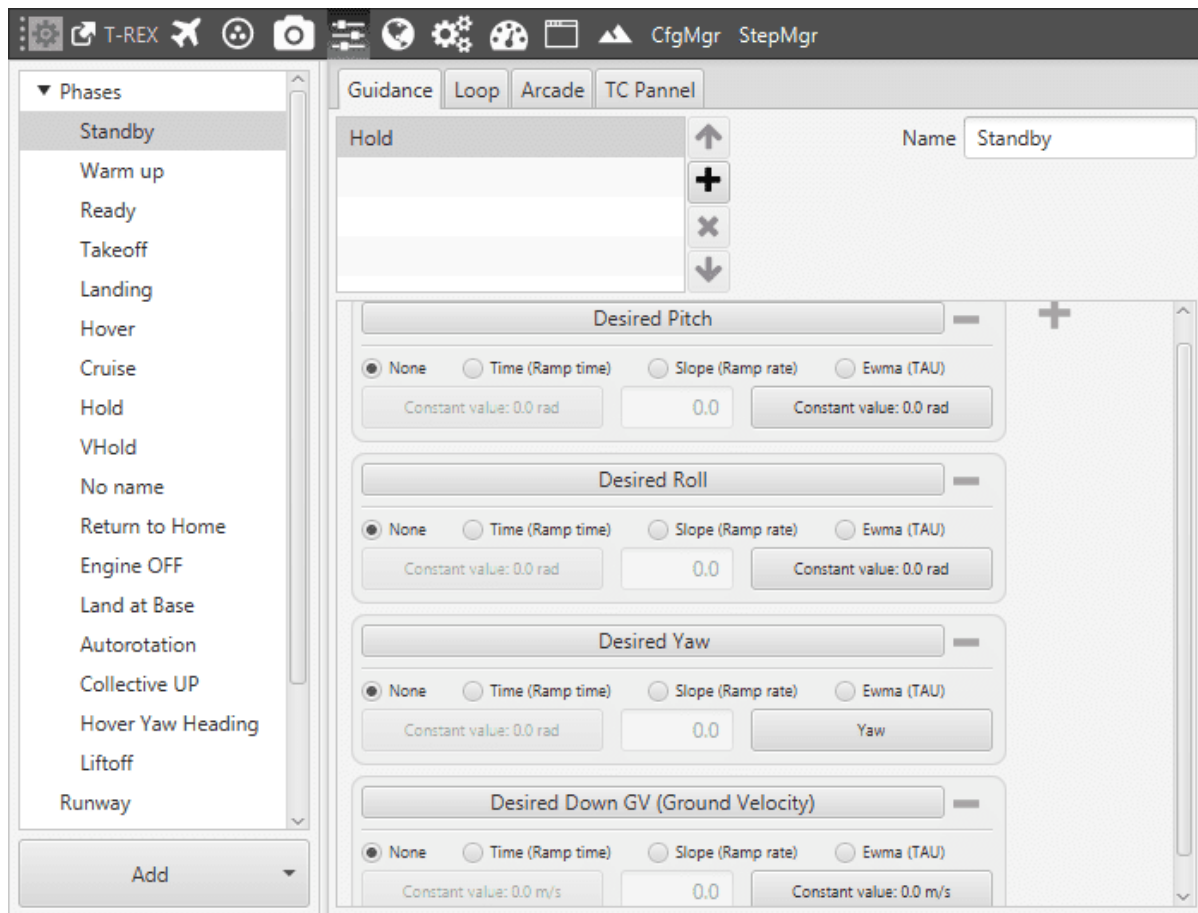 T-REX CfgMgr StepMgr
Phases
Standby
Warm up
Ready
Takeoff
Landing
Hover
Cruise
Hold
VHold
No name
Return to Home
Engine OFF
Land at Base
Autorotation
Collective UP
Hover Yaw Heading
Liftoff
Runway
Add
Guidance Loop Arcade TC Pannel
Hold
Name Standby
Desired Pitch
None Time (Ramp time) Slope (Ramp rate) Ewma (TAU)
Constant value: 0.0 rad 0.0 Constant value: 0.0 rad
Desired Roll
None Time (Ramp time) Slope (Ramp rate) Ewma (TAU)
Constant value: 0.0 rad 0.0 Constant value: 0.0 rad
Desired Yaw
None Time (Ramp time) Slope (Ramp rate) Ewma (TAU)
Constant value: 0.0 rad 0.0 Yaw
Desired Down GV (Ground Velocity)
None Time (Ramp time) Slope (Ramp rate) Ewma (TAU)
Constant value: 0.0 m/s 0.0 Constant value: 0.0 m/s